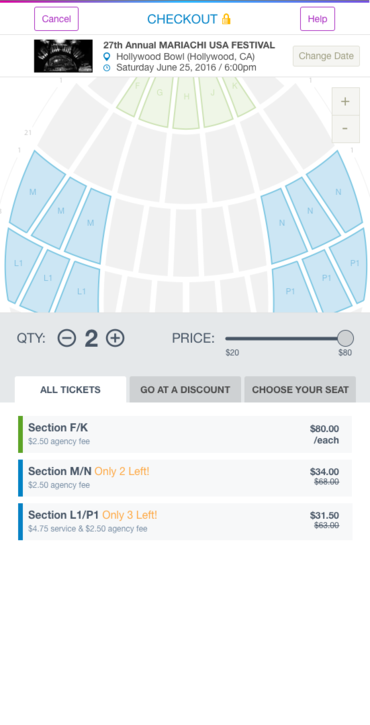 Cancel
CHECKOUT
Help
27th Annual MARIACHI USA FESTIVAL
Hollywood Bowl (Hollywood, CA)
Saturday June 25, 2016 / 6:00pm
Change Date
F
G
N
J
K
+
-
21
1
1
M
M
M
N
N
N
L1
L1
L1
P1
P1
P1
QTY:
2
PRICE:
$20
$80
ALL TICKETS
GO AT A DISCOUNT
CHOOSE YOUR SEAT
Section F/K
$2.50 agency fee
$80.00
/each
Section M/N Only 2 Left!
$2.50 agency fee
$34.00
$68.00
Section L1/P1 Only 3 Left!
$4.75 service & $2.50 agency fee
$31.50
$63.00